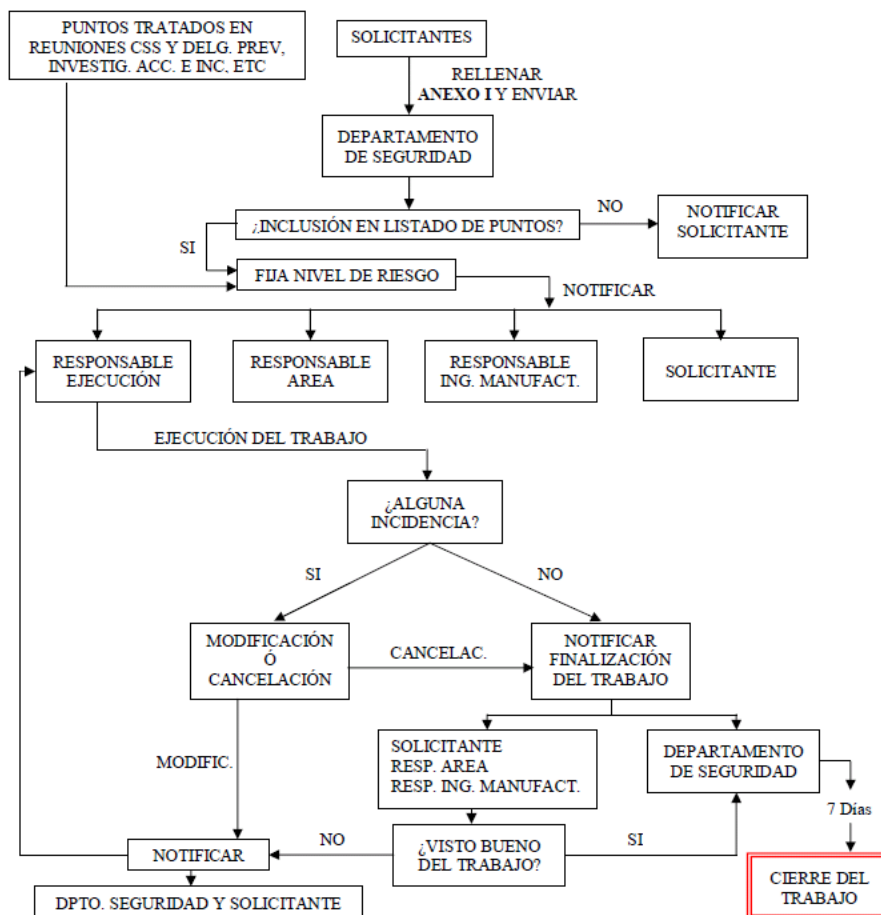 PUNTOS TRATADOS EN
REUNIONES CSS Y DELG. PREV,
INVESTIG. ACC. E INC, ETC
SOLICITANTES
RELLENAR
ANEXO I Y ENVIAR
DEPARTAMENTO
DE SEGURIDAD
¿INCLUSIÓN EN LISTADO DE PUNTOS?
NO
NOTIFICAR
SOLICITANTE
SI
FIJA NIVEL DE RIESGO
NOTIFICAR
RESPONSABLE
EJECUCIÓN
RESPONSABLE
AREA
RESPONSABLE
ING. MANUFACT.
SOLICITANTE
EJECUCIÓN DEL TRABAJO
¿ALGUNA
INCIDENCIA?
SI
NO
MODIFICACIÓN
Ó
CANCELACIÓN
CANCELAC.
NOTIFICAR
FINALIZACIÓN
DEL TRABAJO
MODIFIC.
SOLICITANTE
RESP. AREA
RESP. ING. MANUFACT.
DEPARTAMENTO
DE SEGURIDAD
7 Días
NOTIFICAR
NO
¿VISTO BUENO
DEL TRABAJO?
SI
CIERRE DEL
TRABAJO
DPTO. SEGURIDAD Y SOLICITANTE